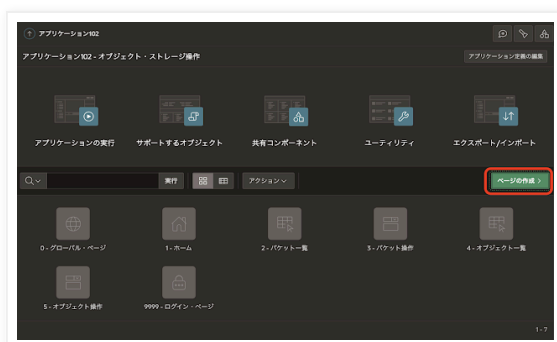 アプリケーション102
アプリケーション102 - オブジェクト・ストレージ操作
アプリケーション定義の編集
アプリケーションの実行
サポートするオブジェクト
共有コンポーネント
ユーティリティ
エクスポート/インポート
実行
アクション
ページの作成
0 - グローバル・ページ
1 - ホーム
2 - バケット一覧
3 - バケット操作
4 - オブジェクト一覧
5 - オブジェクト操作
9999 - ログイン・ページ
1 - 7